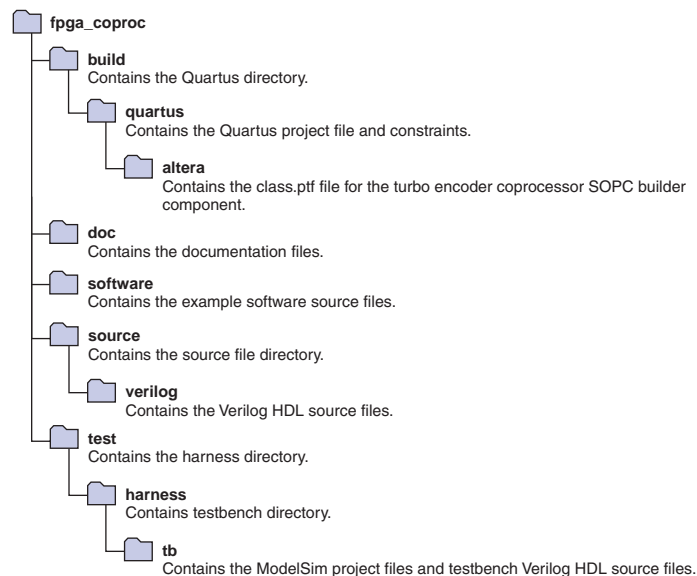 fpga_coproc
build
Contains the Quartus directory.
quartus
Contains the Quartus project file and constraints.
altera
Contains the class.ptf file for the turbo encoder coprocessor SOPC builder
component.
doc
Contains the documentation files.
software
Contains the example software source files.
source
Contains the source file directory.
verilog
Contains the Verilog HDL source files.
test
Contains the harness directory.
harness
Contains testbench directory.
tb
Contains the ModelSim project files and testbench Verilog HDL source files.